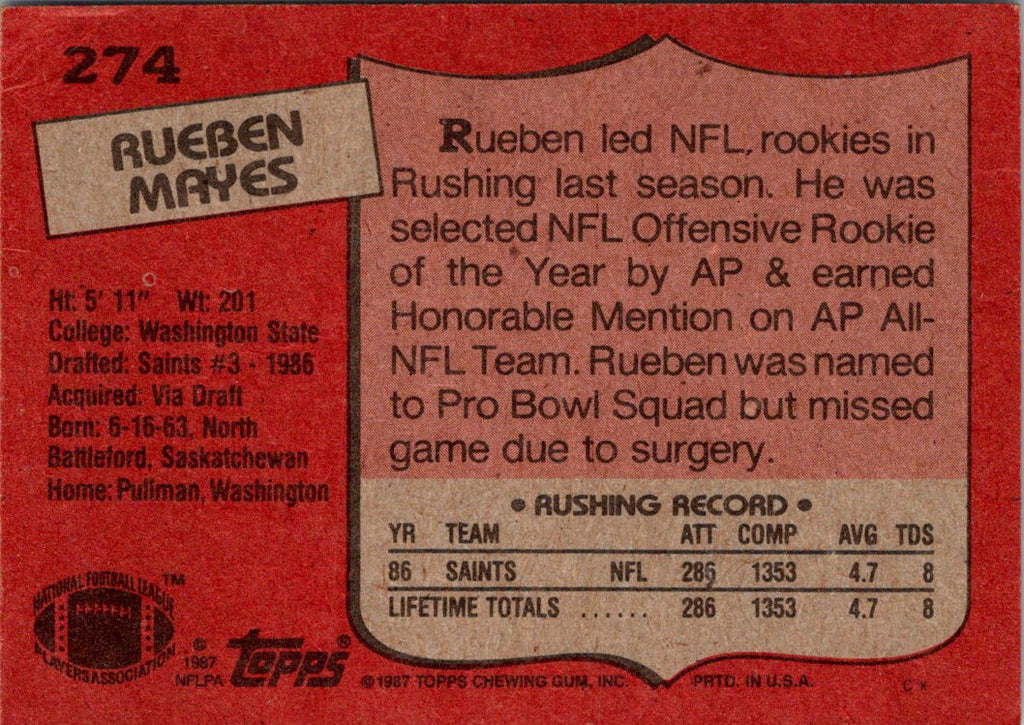 274
RUEBEN
MAYES
Ht: 5' 11" Wt: 201
College: Washington State
Drafted: Saints #3 - 1986
Acquired: Via Draft
Born: 6-16-63, North
Battleford, Saskatchewan
Home: Pullman, Washington
Rueben led NFL rookies in
Rushing last season. He was
selected NFL Offensive Rookie
of the Year by AP & earned
Honorable Mention on AP All-
NFL Team. Rueben was named
to Pro Bowl Squad but missed
game due to surgery.
• RUSHING RECORD •
YR TEAM ATT COMP AVG TDS
86 SAINTS NFL 286 1353 4.7 8
LIFETIME TOTALS ...... 286 1353 4.7 8
NATIONAL FOOTBALL LEAGUE ™
PLAYERS ASSOCIATION
© 1987 NFLPA
topps®
© 1987 TOPPS CHEWING GUM, INC. PRTD. IN U.S.A. C*